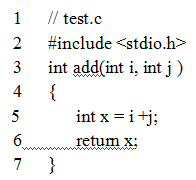 1 // test.c
2 #include <stdio.h>
3 int add(int i, int j )
4 {
5 int x = i +j;
6 return x;
7 }